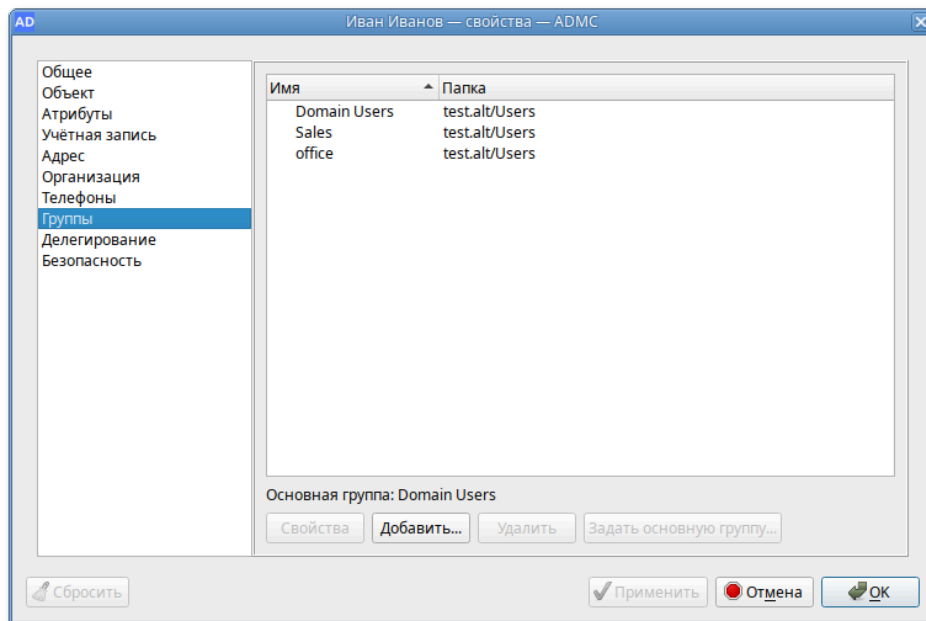 AD Иван Иванов — свойства — ADMC
Общее
Объект
Атрибуты
Учётная запись
Адрес
Организация
Телефоны
Группы
Делегирование
Безопасность
Имя Папка
Domain Users test.alt/Users
Sales test.alt/Users
office test.alt/Users
Основная группа: Domain Users
Свойства Добавить... Удалить Задать основную группу...
Сбросить Применить Отмена OK